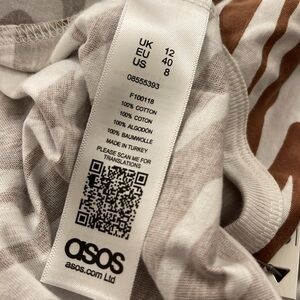 UK 12
EU 40
US 8
08555393
F100118
100% COTTON
100% COTON
100% ALGODÓN
100% BAUMWOLLE
MADE IN TURKEY
PLEASE SCAN ME FOR
TRANSLATIONS
asos
asos.com Ltd